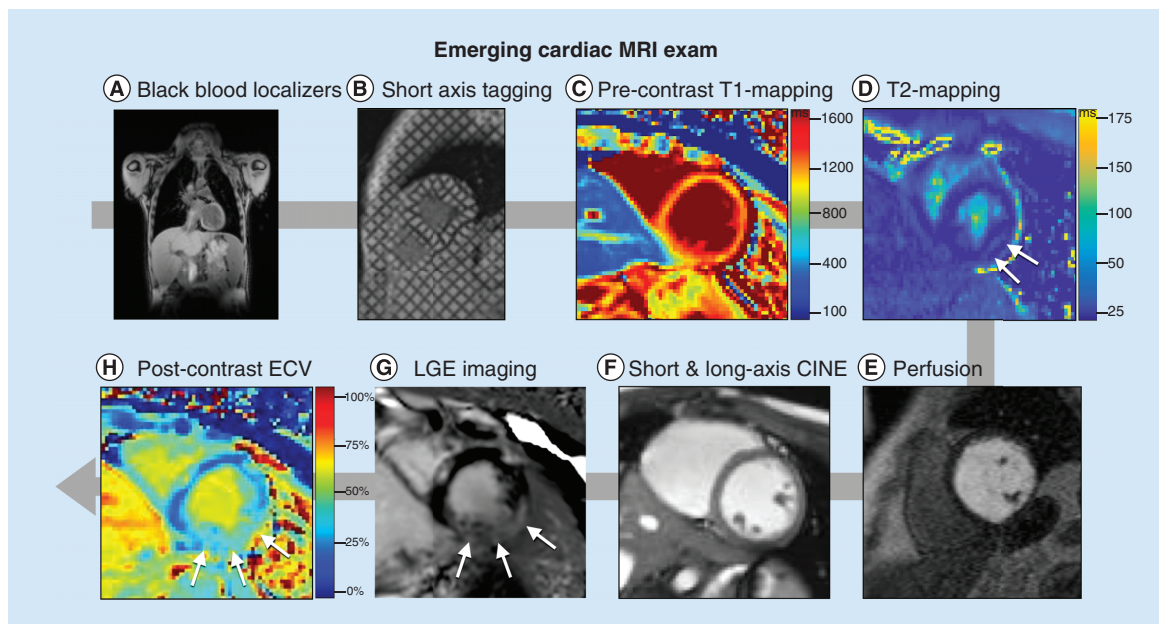 Emerging cardiac MRI exam
A Black blood localizers
B Short axis tagging
C Pre-contrast T1-mapping
D T2-mapping
ms
1600
1200
800
400
100
ms
175
150
100
50
25
H Post-contrast ECV
G LGE imaging
F Short & long-axis CINE
E Perfusion
100%
75%
50%
25%
0%